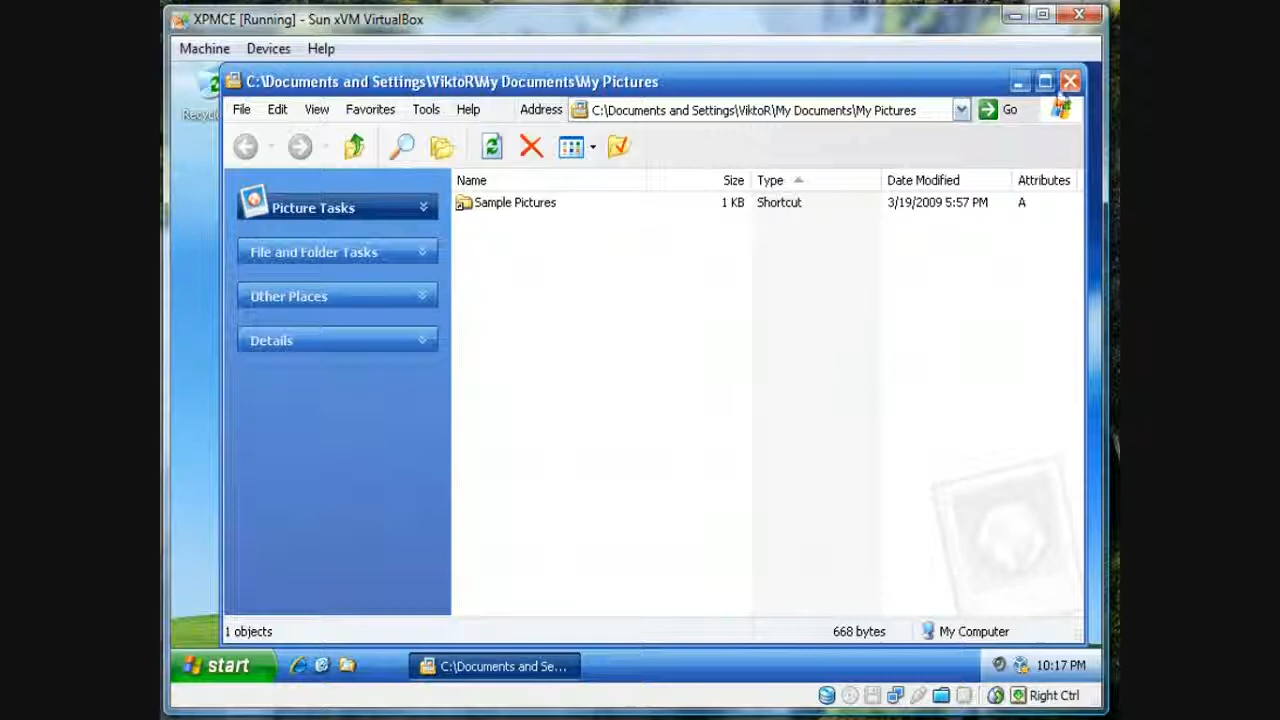 XPMCE [Running] - Sun xVM VirtualBox
Machine Devices Help
Recyc
C:\Documents and Settings\ViktoR\My Documents\My Pictures
File Edit View Favorites Tools Help Address C:\Documents and Settings\ViktoR\My Documents\My Pictures Go
Name Size Type Date Modified Attributes
Sample Pictures 1 KB Shortcut 3/19/2009 5:57 PM A
Picture Tasks
File and Folder Tasks
Other Places
Details
1 objects 668 bytes My Computer
start C:\Documents and Se... 10:17 PM
Right Ctrl